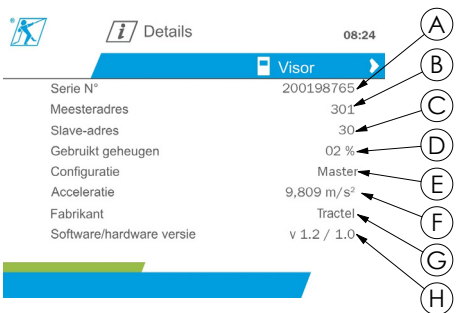 i Details 08:24 A
Visor B
Serie N° 200198765
Meesteradres 301 C
Slave-adres 30
Gebruikt geheugen 02 % D
Configuratie Master E
Acceleratie 9,809 m/s² F
Fabrikant Tractel
Software/hardware versie v 1.2 / 1.0 G
H